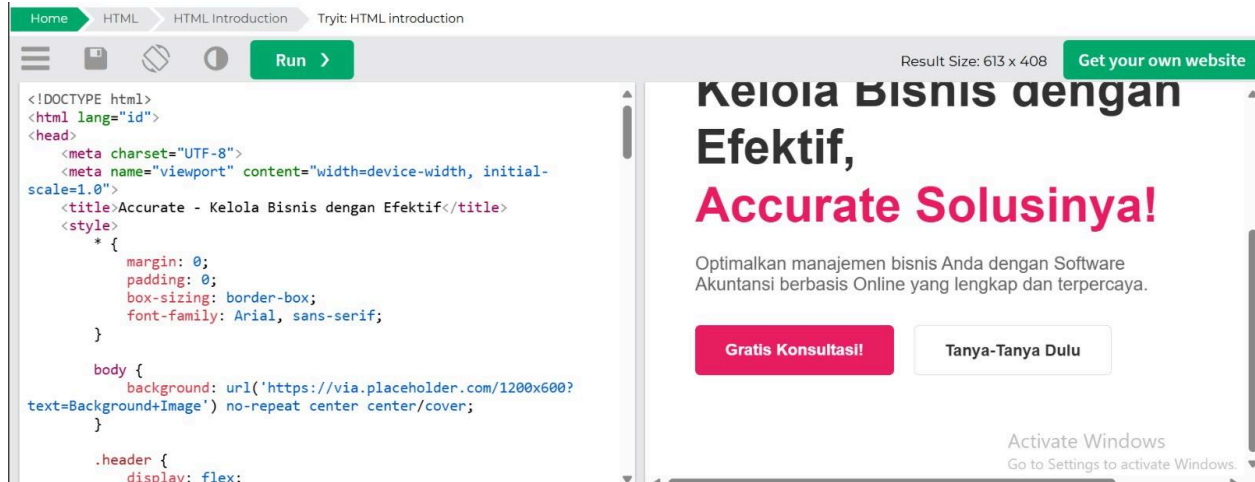 Home HTML HTML Introduction Tryit: HTML introduction
Run ❯
Result Size: 613 x 408
Get your own website
<!DOCTYPE html>
<html lang="id">
<head>
    <meta charset="UTF-8">
    <meta name="viewport" content="width=device-width, initial-
scale=1.0">
    <title>Accurate - Kelola Bisnis dengan Efektif</title>
    <style>
        * {
            margin: 0;
            padding: 0;
            box-sizing: border-box;
            font-family: Arial, sans-serif;
        }
        body {
            background: url('https://via.placeholder.com/1200x600?
text=Background+Image') no-repeat center center/cover;
        }
        .header {
            display: flex;
Kelola Bisnis dengan
Efektif,
Accurate Solusinya!
Optimalkan manajemen bisnis Anda dengan Software
Akuntansi berbasis Online yang lengkap dan terpercaya.
Gratis Konsultasi!
Tanya-Tanya Dulu
Activate Windows
Go to Settings to activate Windows.